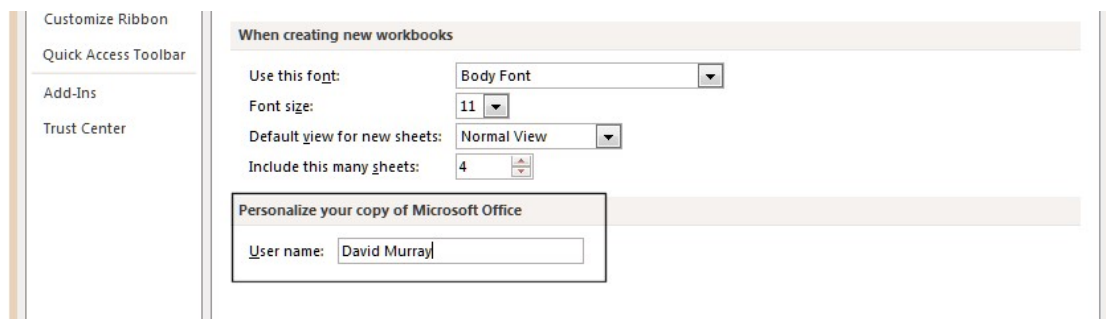 Customize Ribbon
Quick Access Toolbar
Add-Ins
Trust Center
When creating new workbooks
Use this font: Body Font
Font size: 11
Default view for new sheets: Normal View
Include this many sheets: 4
Personalize your copy of Microsoft Office
User name: David Murray